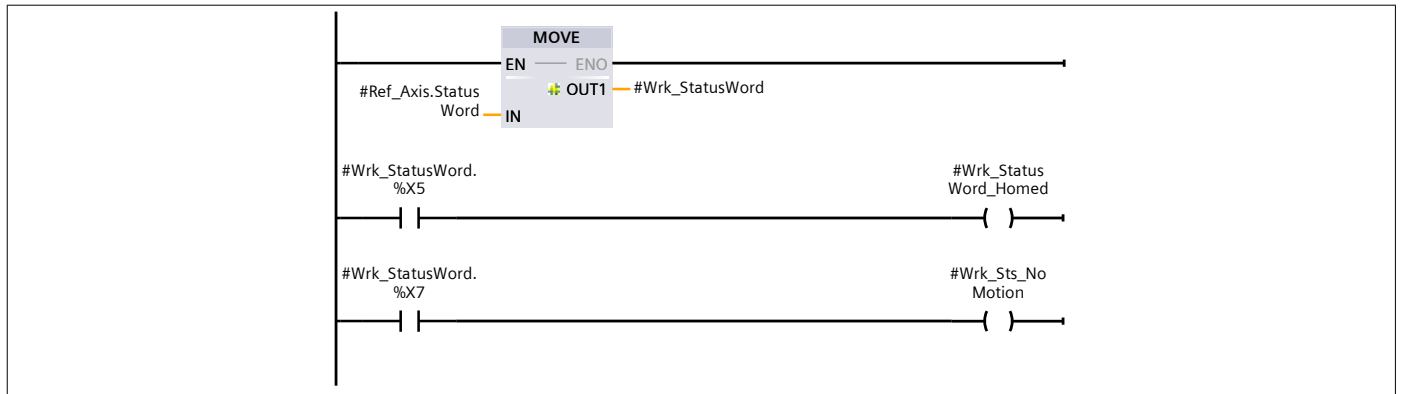 MOVE
EN
ENO
#Ref_Axis.Status
Word
OUT1
#Wrk_StatusWord
IN
#Wrk_StatusWord.
%X5
#Wrk_Status
Word_Homed
#Wrk_StatusWord.
%X7
#Wrk_Sts_No
Motion